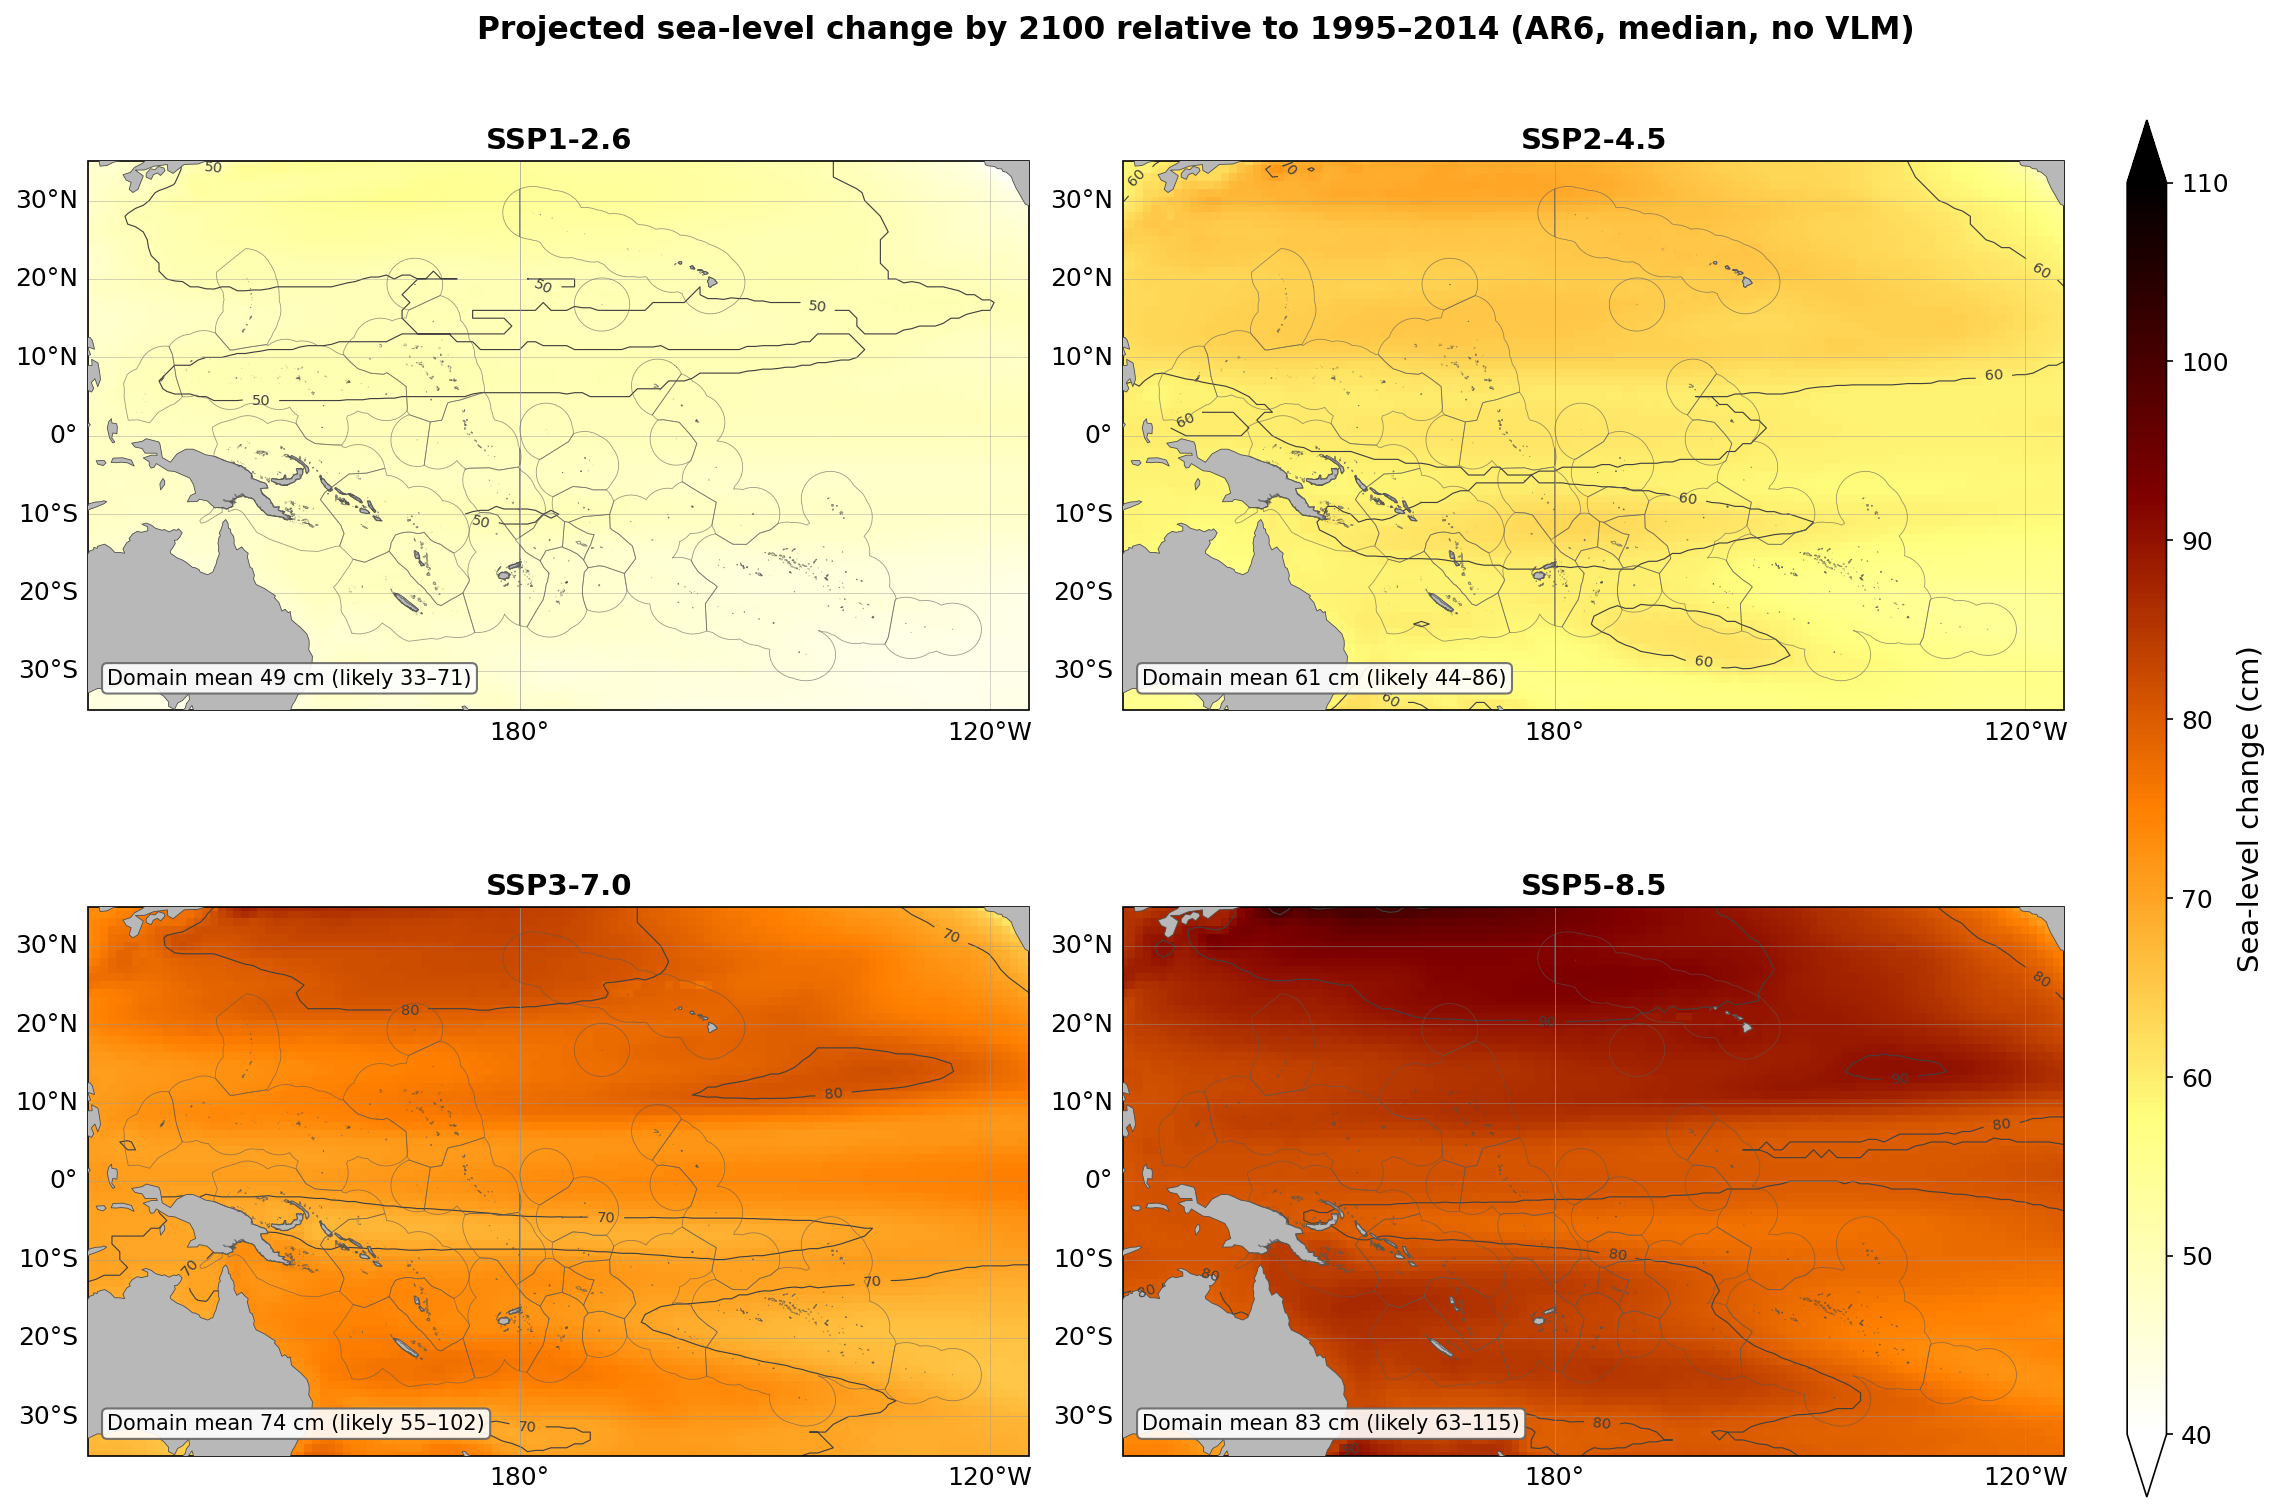 Projected sea-level change by 2100 relative to 1995–2014 (AR6, median, no VLM)
SSP1-2.6
30°N
20°N
10°N
0°
10°S
20°S
30°S
50
50
50
50
50
Domain mean 49 cm (likely 33–71)
180°
120°W
SSP2-4.5
30°N
20°N
10°N
0°
10°S
20°S
30°S
60
70
60
60
60
60
60
60
Domain mean 61 cm (likely 44–86)
180°
120°W
SSP3-7.0
30°N
20°N
10°N
0°
10°S
20°S
30°S
70
80
80
70
70
70
70
Domain mean 74 cm (likely 55–102)
180°
120°W
SSP5-8.5
30°N
20°N
10°N
0°
10°S
20°S
30°S
80
90
90
80
80
80
80
80
Domain mean 83 cm (likely 63–115)
180°
120°W
110
100
90
80
70
60
50
40
Sea-level change (cm)